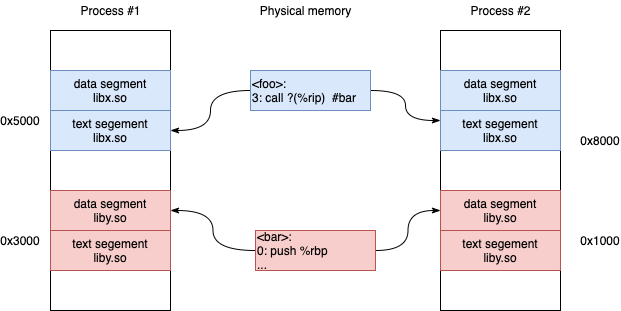 Process #1
Physical memory
Process #2
data segment
libx.so
<foo>:
3: call ?(%rip)  #bar
data segment
libx.so
0x5000
text segement
libx.so
text segement
libx.so
0x8000
data segment
liby.so
data segment
liby.so
0x3000
text segement
liby.so
<bar>:
0: push %rbp
...
text segement
liby.so
0x1000